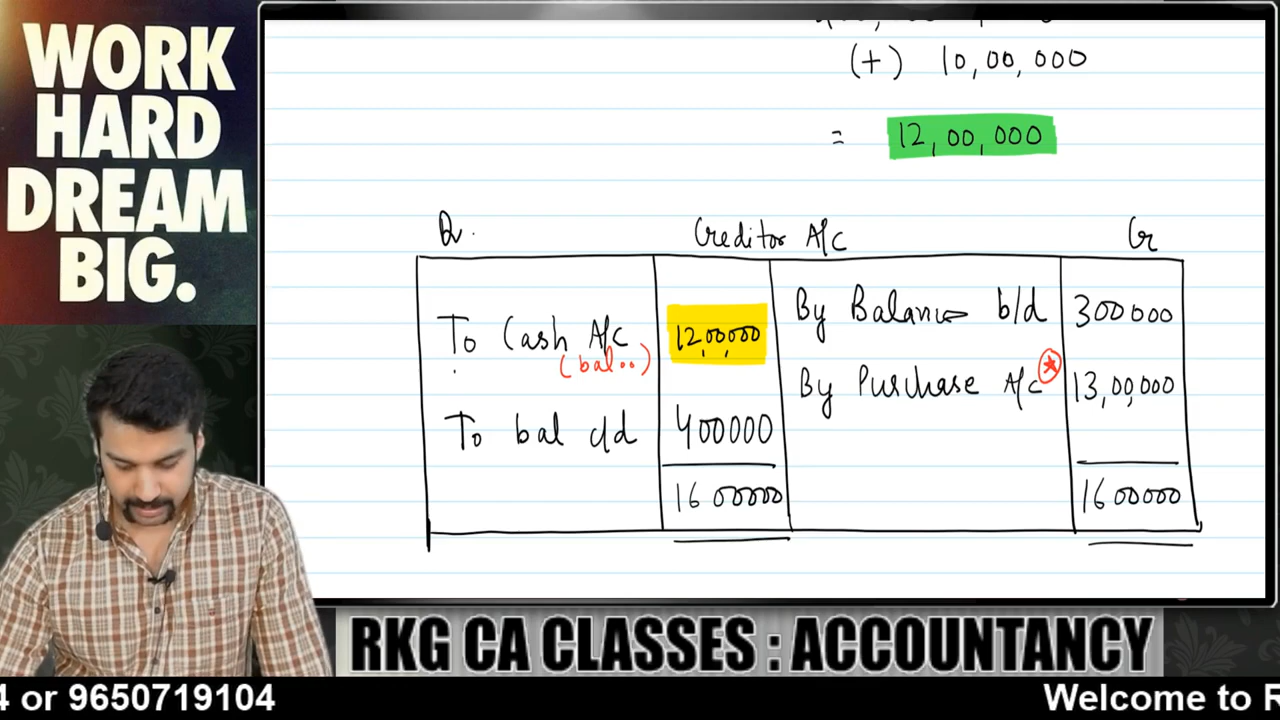 WORK
HARD
DREAM
BIG.
(+) 10,00,000
= 12,00,000
Dr. Creditor A/C Cr
To Cash A/C 12,00,000 By Balance b/d 300000
(bal..)
By Purchase A/C 13,00,000
To bal c/d 400000
1600000 1600000
RKG CA CLASSES : ACCOUNTANCY
4 or 9650719104 Welcome to R